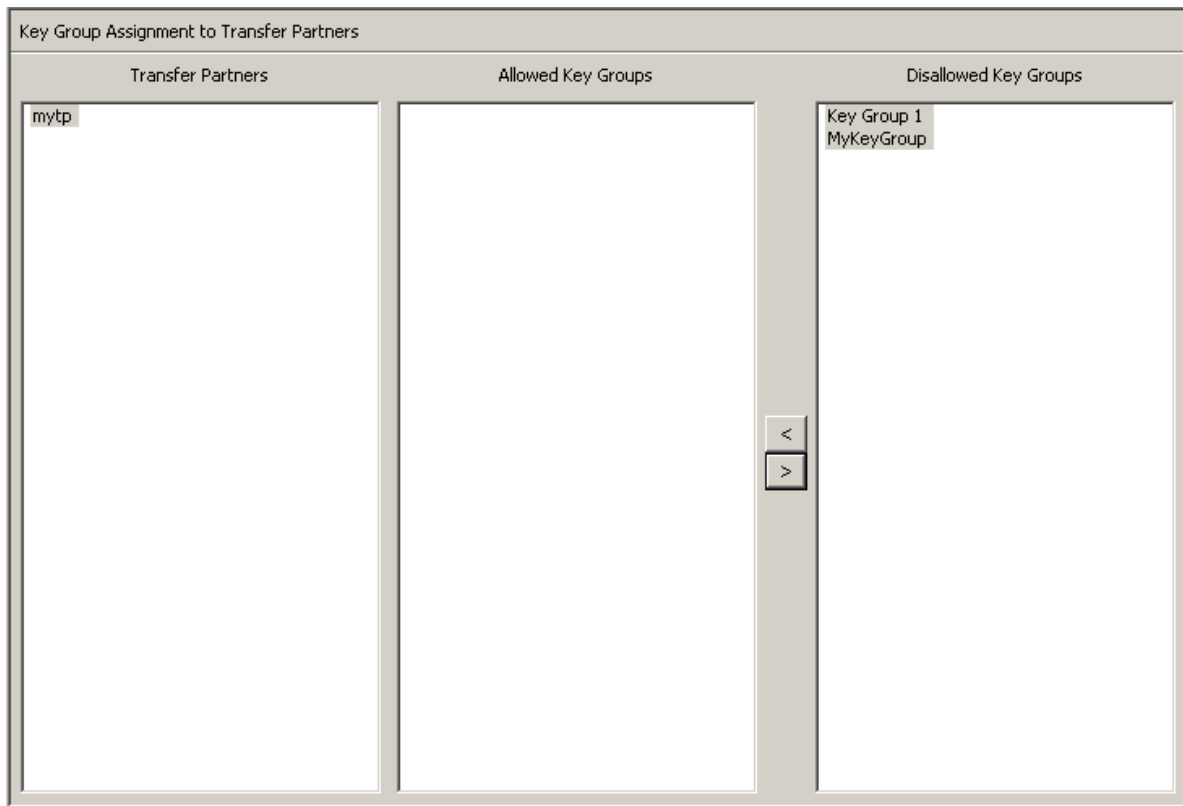 Key Group Assignment to Transfer Partners
Transfer Partners
Allowed Key Groups
Disallowed Key Groups
mytp
Key Group 1
MyKeyGroup
<
>